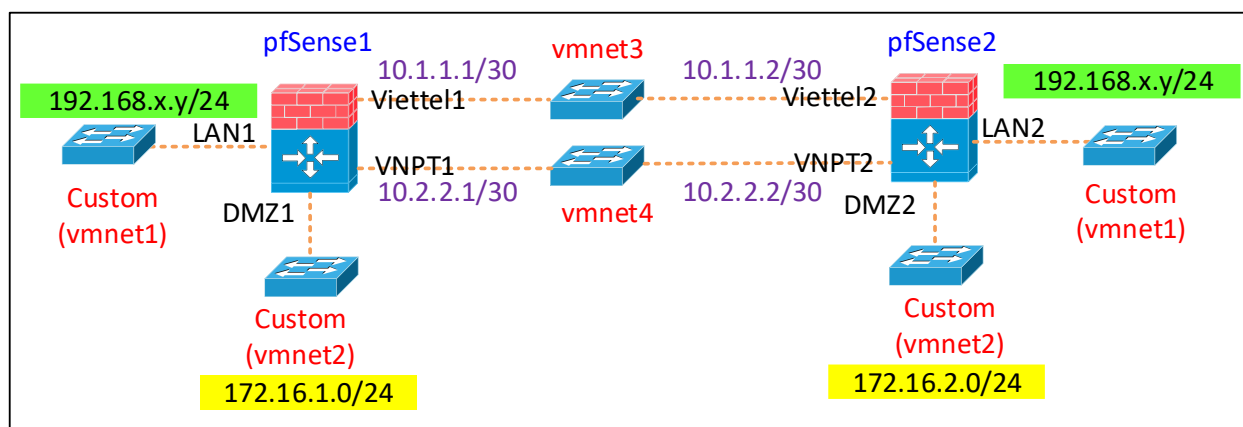 pfSense1
vmnet3
pfSense2
10.1.1.1/30
10.1.1.2/30
192.168.x.y/24
192.168.x.y/24
Viettel1
Viettel2
LAN1
LAN2
VNPT1
VNPT2
10.2.2.1/30
10.2.2.2/30
Custom
(vmnet1)
DMZ1
vmnet4
DMZ2
Custom
(vmnet1)
Custom
(vmnet2)
Custom
(vmnet2)
172.16.1.0/24
172.16.2.0/24